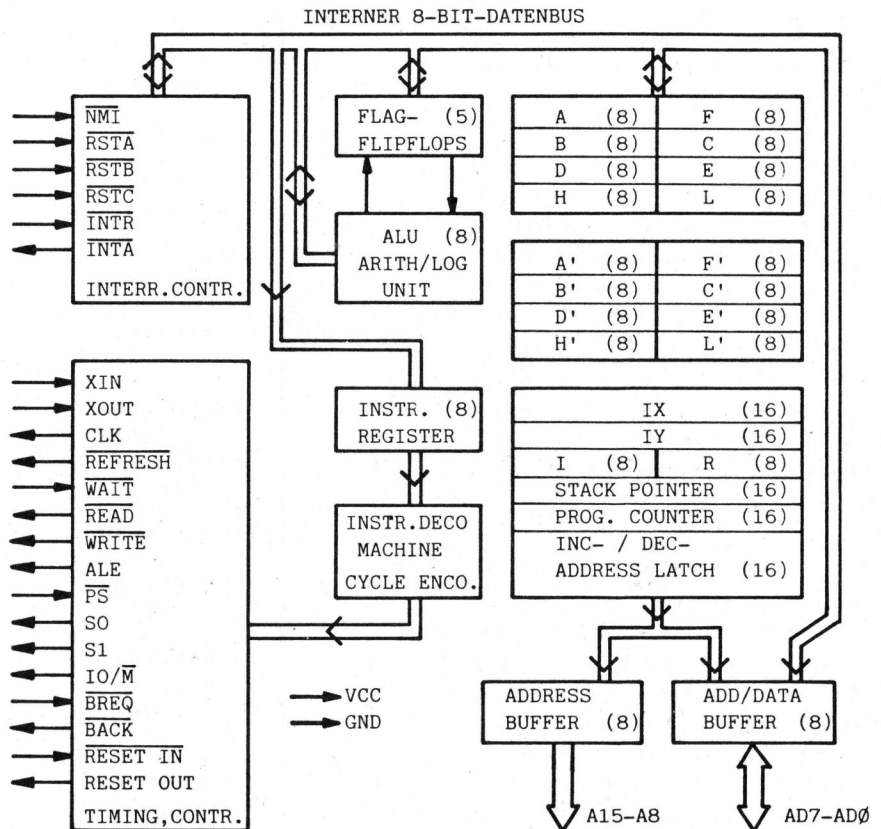 INTERNER 8-BIT-DATENBUS
NMI
RSTA
RSTB
RSTC
INTR
INTA
INTERR.CONTR.
FLAG- (5)
FLIPFLOPS
ALU (8)
ARITH/LOG
UNIT
A (8) F (8)
B (8) C (8)
D (8) E (8)
H (8) L (8)
A' (8) F' (8)
B' (8) C' (8)
D' (8) E' (8)
H' (8) L' (8)
XIN
XOUT
CLK
REFRESH
WAIT
READ
WRITE
ALE
PS
SO
S1
IO/M
BREQ
BACK
RESET IN
RESET OUT
TIMING,CONTR.
INSTR. (8)
REGISTER
INSTR.DECO
MACHINE
CYCLE ENCO.
IX (16)
IY (16)
I (8) R (8)
STACK POINTER (16)
PROG. COUNTER (16)
INC- / DEC-
ADDRESS LATCH (16)
VCC
GND
ADDRESS
BUFFER (8)
ADD/DATA
BUFFER (8)
A15-A8
AD7-ADØ